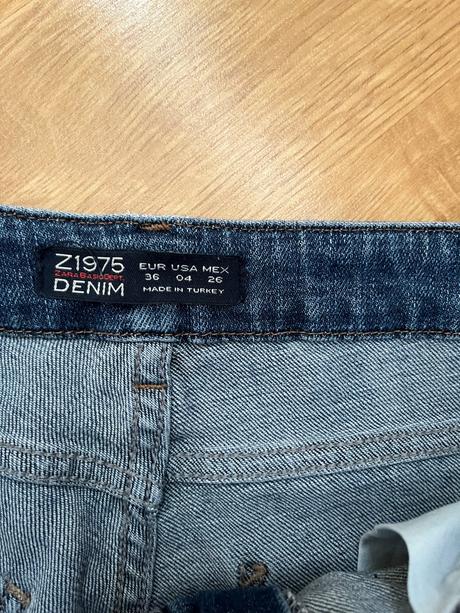 Z1975
ZARA BASIC DEPT.
DENIM
EUR USA MEX
36 04 26
MADE IN TURKEY